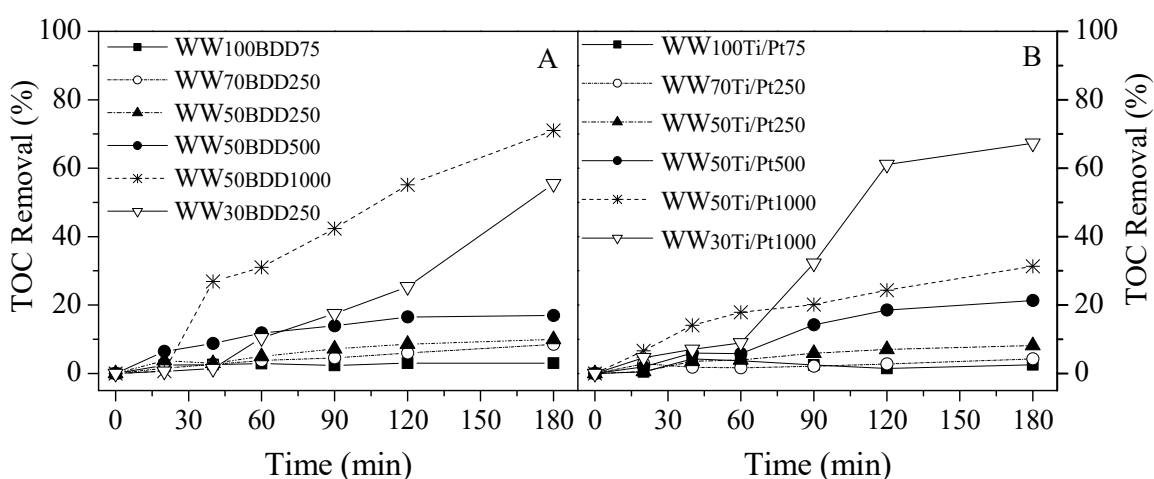 100
80
60
40
20
0
TOC Removal (%)
WW100BDD75
WW70BDD250
WW50BDD250
WW50BDD500
WW50BDD1000
WW30BDD250
A
0 30 60 90 120 150 180
Time (min)
WW100Ti/Pt75
WW70Ti/Pt250
WW50Ti/Pt250
WW50Ti/Pt500
WW50Ti/Pt1000
WW30Ti/Pt1000
B
0 30 60 90 120 150 180
Time (min)
100
80
60
40
20
0
TOC Removal (%)